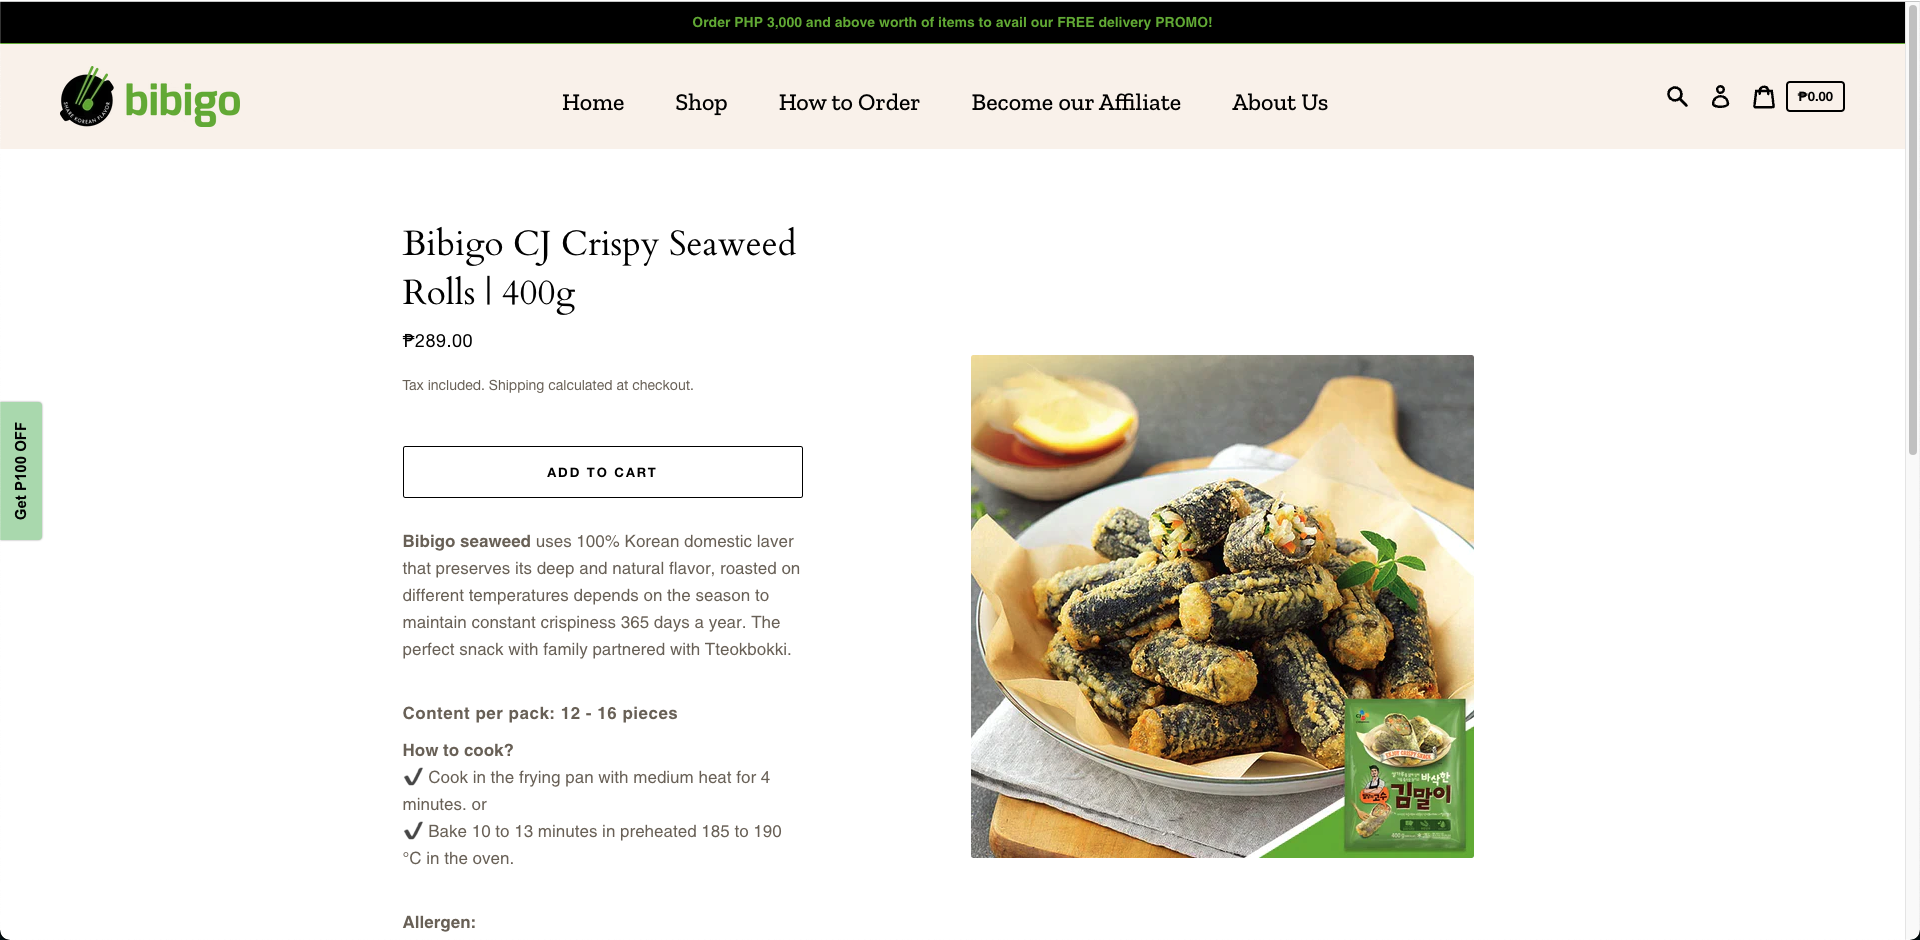 Order PHP 3,000 and above worth of items to avail our FREE delivery PROMO!
SHARE KOREAN FLAVOR
bibigo
Home
Shop
How to Order
Become our Affiliate
About Us
₱0.00
Get P100 OFF
Bibigo CJ Crispy Seaweed
Rolls | 400g
₱289.00
Tax included. Shipping calculated at checkout.
ADD TO CART
Bibigo seaweed uses 100% Korean domestic laver
that preserves its deep and natural flavor, roasted on
different temperatures depends on the season to
maintain constant crispiness 365 days a year. The
perfect snack with family partnered with Tteokbokki.
Content per pack: 12 - 16 pieces
How to cook?
✔ Cook in the frying pan with medium heat for 4
minutes. or
✔ Bake 10 to 13 minutes in preheated 185 to 190
°C in the oven.
Allergen:
바삭한
김말이